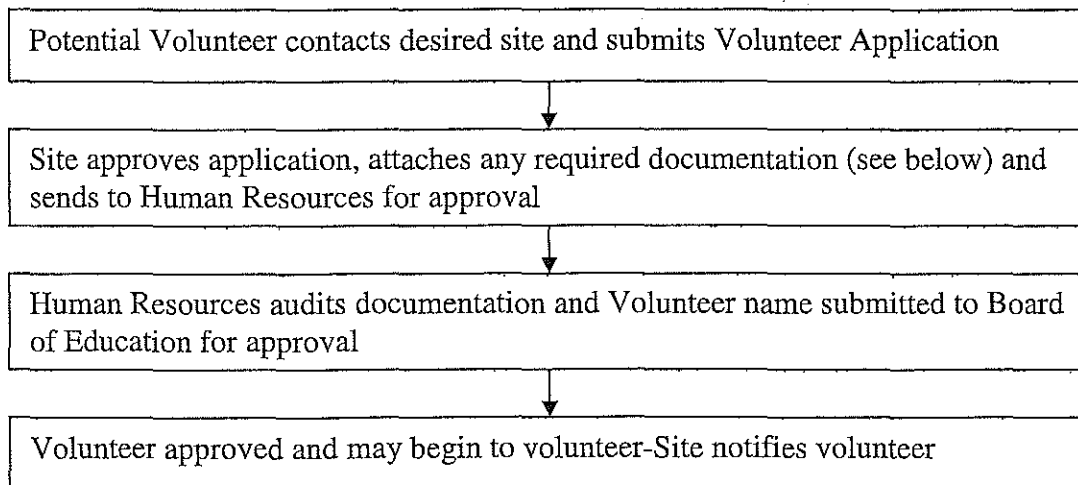 Potential Volunteer contacts desired site and submits Volunteer Application
Site approves application, attaches any required documentation (see below) and
sends to Human Resources for approval
Human Resources audits documentation and Volunteer name submitted to Board
of Education for approval
Volunteer approved and may begin to volunteer-Site notifies volunteer